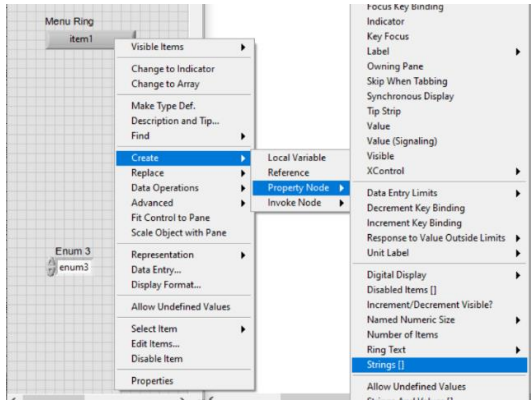 Menu Ring
item1
Enum 3
enum3
Visible Items
Change to Indicator
Change to Array
Make Type Def.
Description and Tip...
Find
Create
Replace
Data Operations
Advanced
Fit Control to Pane
Scale Object with Pane
Representation
Data Entry...
Display Format...
Allow Undefined Values
Select Item
Edit Items...
Disable Item
Properties
Local Variable
Reference
Property Node
Invoke Node
Focus Key Binding
Indicator
Key Focus
Label
Owning Pane
Skip When Tabbing
Synchronous Display
Tip Strip
Value
Value (Signaling)
Visible
XControl
Data Entry Limits
Decrement Key Binding
Increment Key Binding
Response to Value Outside Limits
Unit Label
Digital Display
Disabled Items []
Increment/Decrement Visible?
Named Numeric Size
Number of Items
Ring Text
Strings []
Allow Undefined Values